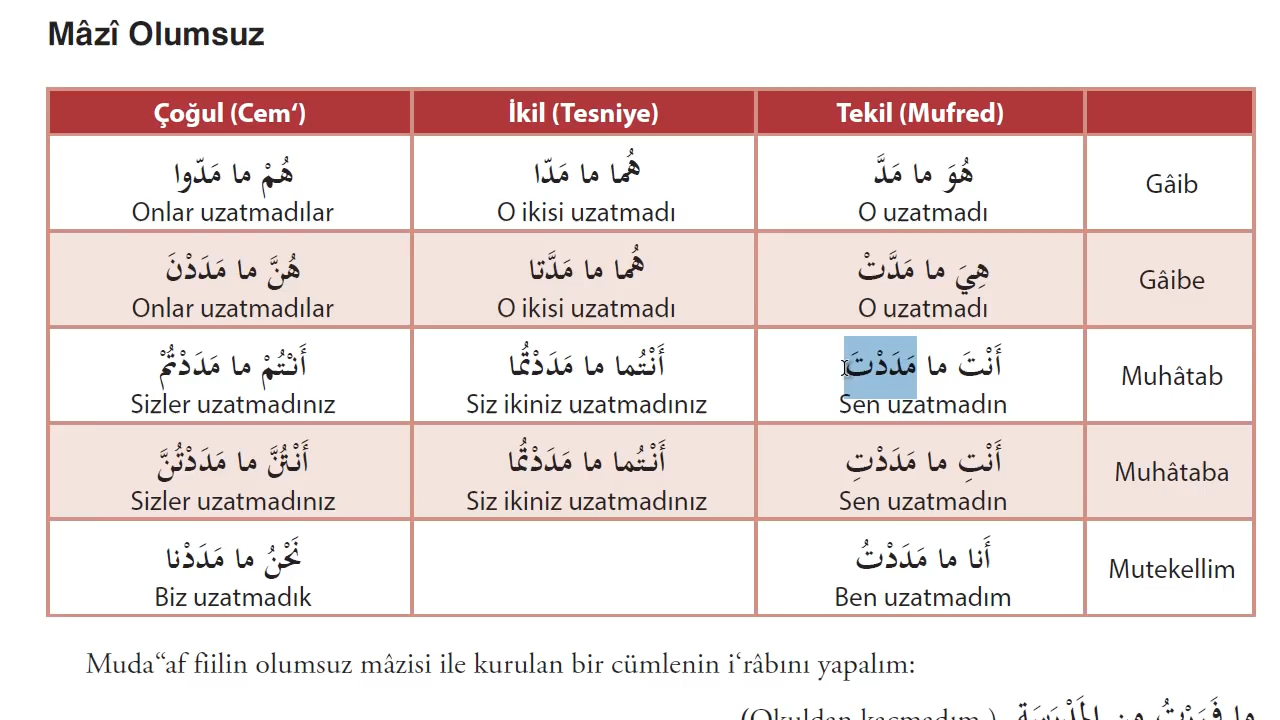 Mâzî Olumsuz
Çoğul (Cem‘) İkil (Tesniye) Tekil (Mufred)
هُمْ ما مَدّوا هُما ما مَدّا هُوَ ما مَدَّ
Onlar uzatmadılar O ikisi uzatmadı O uzatmadı Gâib
هُنَّ ما مَدَدْنَ هُما ما مَدَّتا هِيَ ما مَدَّتْ
Onlar uzatmadılar O ikisi uzatmadı O uzatmadı Gâibe
أَنْتُمْ ما مَدَدْتُمْ أَنْتُما ما مَدَدْتُما أَنْتَ ما مَدَدْتَ
Sizler uzatmadınız Siz ikiniz uzatmadınız Sen uzatmadın Muhâtab
أَنْتُنَّ ما مَدَدْتُنَّ أَنْتُما ما مَدَدْتُما أَنْتِ ما مَدَدْتِ
Sizler uzatmadınız Siz ikiniz uzatmadınız Sen uzatmadın Muhâtaba
نَحْنُ ما مَدَدْنا أَنا ما مَدَدْتُ
Biz uzatmadık Ben uzatmadım Mutekellim
Muda“af fiilin olumsuz mâzisi ile kurulan bir cümlenin i‘râbını yapalım:
(Okuldan kaçmadım.) ما فَرَرْتُ مِنَ الْمَدْرَسَةِ